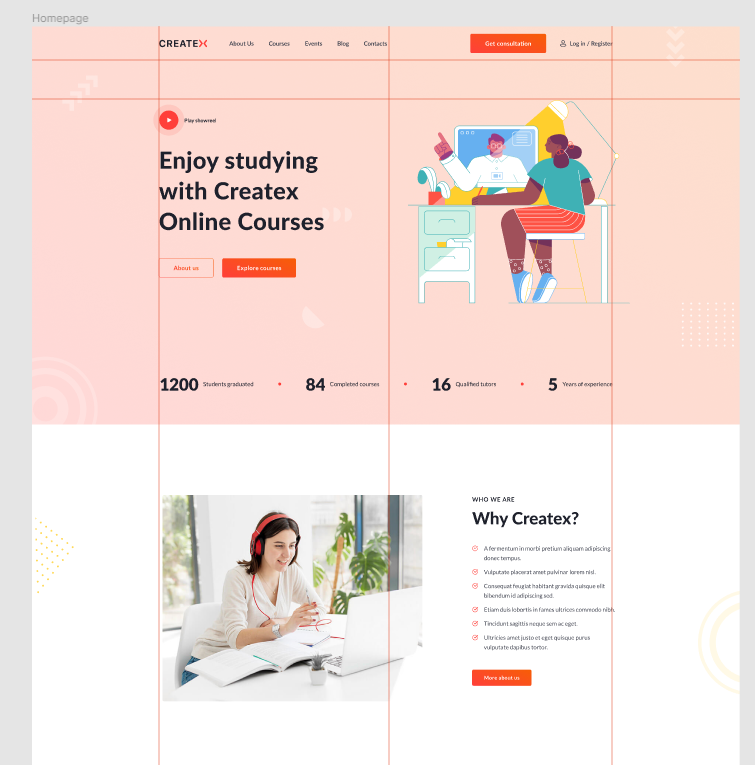 Homepage
CREATEX
About Us Courses Events Blog Contacts
Get consultation
Log in / Register
Play showreel
Enjoy studying
with Createx
Online Courses
About us
Explore courses
1200 Students graduated
84 Completed courses
16 Qualified tutors
5 Years of experience
WHO WE ARE
Why Createx?
A fermentum in morbi pretium aliquam adipiscing
donec tempus.
Vulputate placerat amet pulvinar lorem nisl.
Consequat feugiat habitant gravida quisque elit
bibendum id adipiscing sed.
Etiam duis lobortis in fames ultrices commodo nibh.
Tincidunt sagittis neque sem ac eget.
Ultricies amet justo et eget quisque purus
vulputate dapibus tortor.
More about us